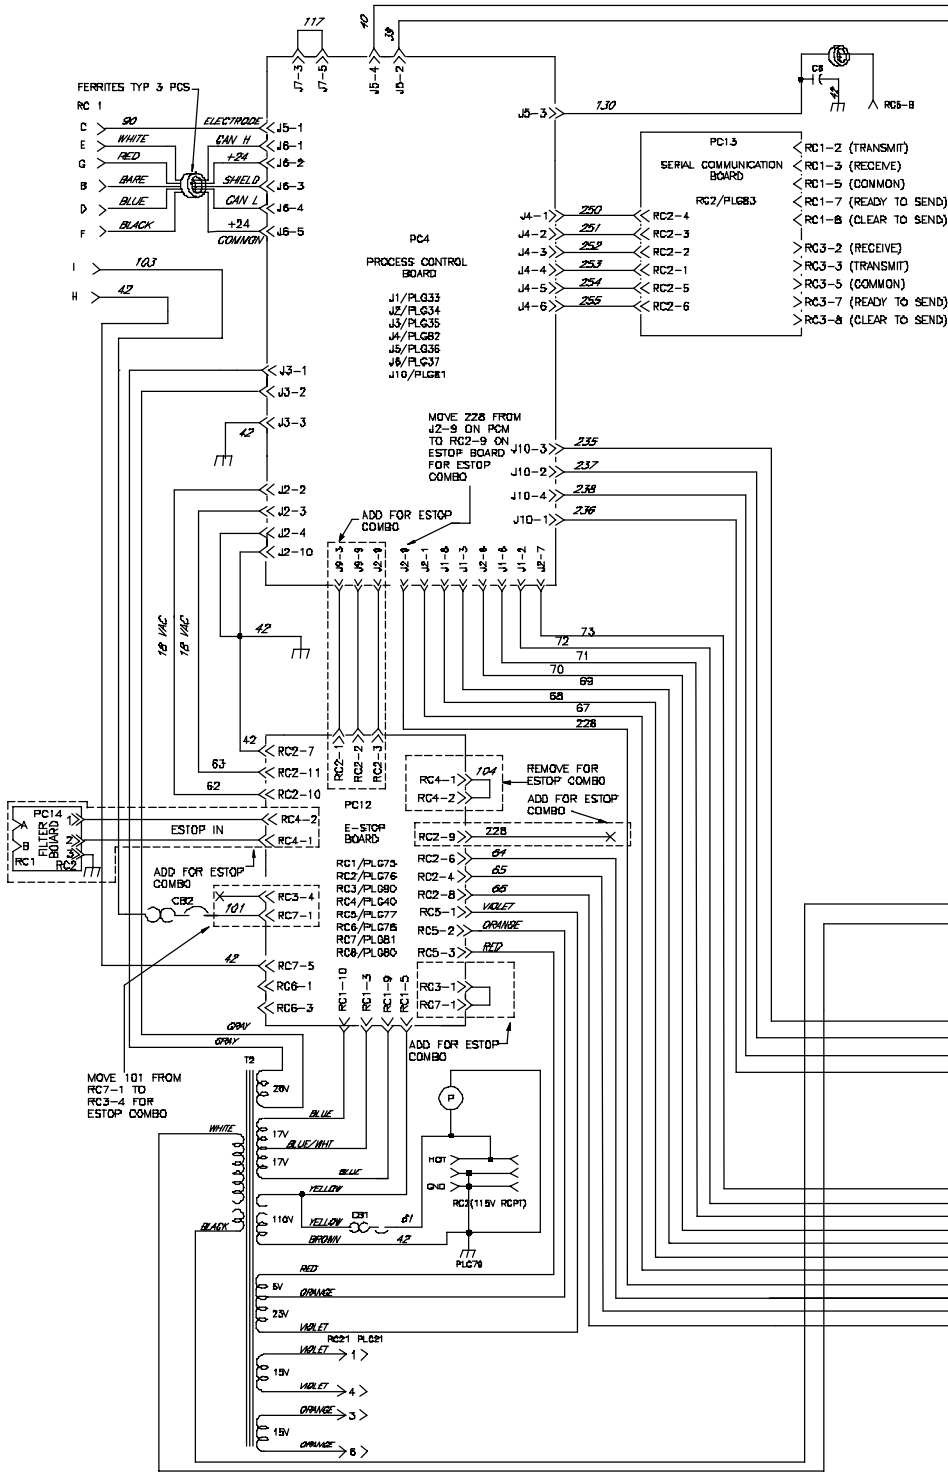 117
40
39
J7-3
J7-5
J5-4
J5-2
FERRITES TYP 3 PCS
RC 1
C 90 ELECTRODE J5-1
E WHITE CAN H J6-1
G RED +24 J6-2
B BARE SHIELD J6-3
D BLUE CAN L J6-4
F BLACK +24 COMMON J6-5
I 103
H 42
J5-3 130
C6
42
RC6-B
PC13
SERIAL COMMUNICATION
BOARD
RC2/PLG83
RC1-2 (TRANSMIT)
RC1-3 (RECEIVE)
RC1-5 (COMMON)
RC1-7 (READY TO SEND)
RC1-8 (CLEAR TO SEND)
RC3-2 (RECEIVE)
RC3-3 (TRANSMIT)
RC3-5 (COMMON)
RC3-7 (READY TO SEND)
RC3-8 (CLEAR TO SEND)
J4-1 250 RC2-4
J4-2 251 RC2-3
J4-3 252 RC2-2
J4-4 253 RC2-1
J4-5 254 RC2-5
J4-6 255 RC2-6
PC4
PROCESS CONTROL
BOARD
J1/PLG33
J2/PLG34
J3/PLG35
J4/PLG82
J5/PLG36
J6/PLG37
J10/PLG81
J3-1
J3-2
42 J3-3
J2-2
J2-3
J2-4
J2-10
MOVE 228 FROM
J2-9 ON PCM
TO RC2-9 ON
ESTOP BOARD
FOR ESTOP
COMBO
J10-3 235
J10-2 237
J10-4 238
J10-1 236
ADD FOR ESTOP
COMBO
J9-3
J9-9
J2-9
J2-9
J2-1
J1-8
J1-3
J2-6
J1-6
J1-2
J2-7
18 VAC
18 VAC
42
73
72
71
70
69
68
67
228
42 RC2-7
63 RC2-11
62 RC2-10
RC2-1
RC2-2
RC2-3
RC4-1 104
RC4-2
REMOVE FOR
ESTOP COMBO
ADD FOR ESTOP
COMBO
PC14
FILTER
BOARD
A
B
RC1
1
2
3
RC2
ESTOP IN
RC4-2
RC4-1
PC12
E-STOP
BOARD
RC1/PLG75
RC2/PLG76
RC3/PLG90
RC4/PLG40
RC5/PLG77
RC6/PLG78
RC7/PLG81
RC8/PLG80
RC2-9 228
RC2-6 64
RC2-4 65
RC2-8 66
RC5-1 VIOLET
RC5-2 ORANGE
RC5-3 RED
ADD FOR ESTOP
COMBO
CB2
RC3-4
101 RC7-1
42 RC7-5
RC6-1
RC6-3
RC1-10
RC1-3
RC1-9
RC1-5
RC3-1
RC7-1
ADD FOR ESTOP
COMBO
MOVE 101 FROM
RC7-1 TO
RC3-4 FOR
ESTOP COMBO
GRAY
GRAY
T2
26V
BLUE
17V
BLUE/WHT
17V
BLUE
WHITE
BLACK
YELLOW
110V
YELLOW
CB1
61
BROWN
42
P
HOT
GND
RC2(115V RCPT)
PLG79
RED
5V
ORANGE
23V
VIOLET
RC21 PLG21
VIOLET 1
15V
VIOLET 4
ORANGE 3
15V
ORANGE 6